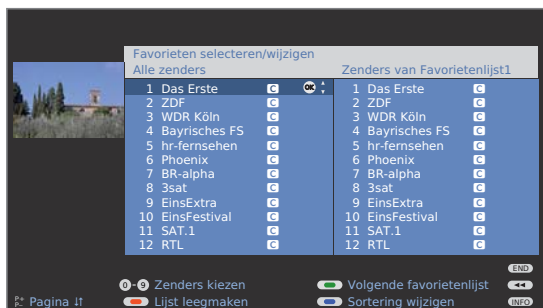 Favorieten selecteren/wijzigen
Alle zenders
Zenders van Favorietenlijst1
1 Das Erste C OK
2 ZDF C
3 WDR Köln C
4 Bayrisches FS C
5 hr-fernsehen C
6 Phoenix C
7 BR-alpha C
8 3sat C
9 EinsExtra C
10 EinsFestival C
11 SAT.1 C
12 RTL C
1 Das Erste C
2 ZDF C
3 WDR Köln C
4 Bayrisches FS C
5 hr-fernsehen C
6 Phoenix C
7 BR-alpha C
8 3sat C
9 EinsExtra C
10 EinsFestival C
11 SAT.1 C
12 RTL C
END
0-9 Zenders kiezen
Volgende favorietenlijst
P+ P- Pagina ↓↑
Lijst leegmaken
Sortering wijzigen
INFO